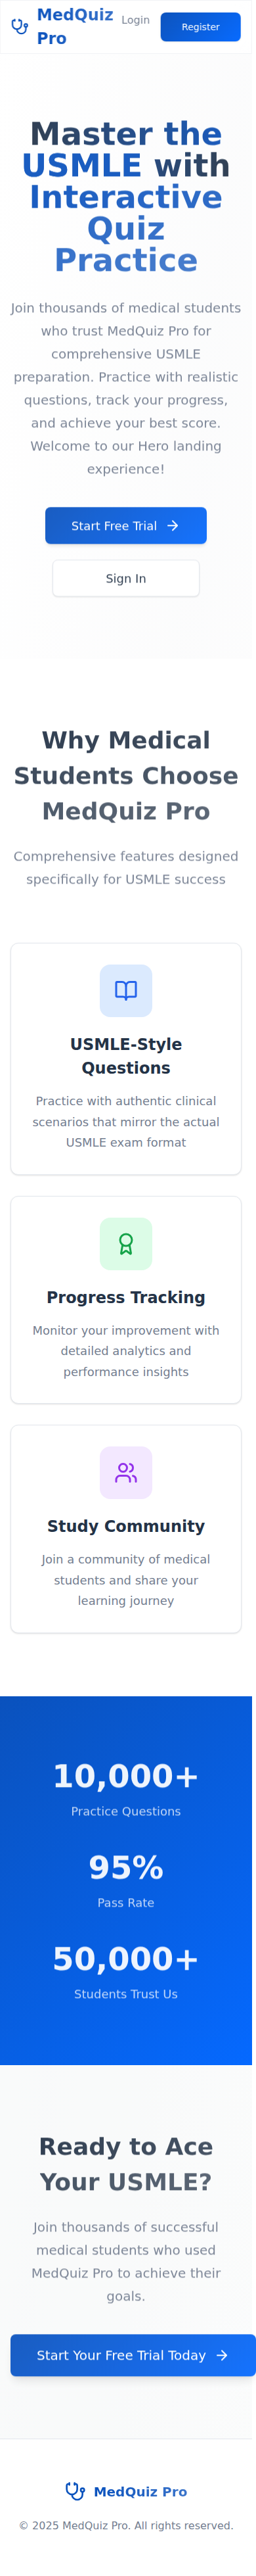 MedQuiz
Pro
Login
Register
Master the
USMLE with
Interactive
Quiz
Practice
Join thousands of medical students
who trust MedQuiz Pro for
comprehensive USMLE
preparation. Practice with realistic
questions, track your progress,
and achieve your best score.
Welcome to our Hero landing
experience!
Start Free Trial
Sign In
Why Medical
Students Choose
MedQuiz Pro
Comprehensive features designed
specifically for USMLE success
USMLE-Style
Questions
Practice with authentic clinical
scenarios that mirror the actual
USMLE exam format
Progress Tracking
Monitor your improvement with
detailed analytics and
performance insights
Study Community
Join a community of medical
students and share your
learning journey
10,000+
Practice Questions
95%
Pass Rate
50,000+
Students Trust Us
Ready to Ace
Your USMLE?
Join thousands of successful
medical students who used
MedQuiz Pro to achieve their
goals.
Start Your Free Trial Today
MedQuiz Pro
© 2025 MedQuiz Pro. All rights reserved.